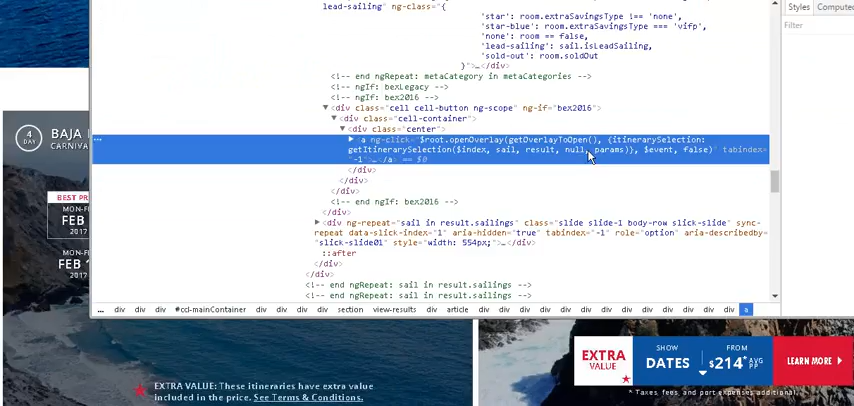 lead-sailing" ng-class="{
'star': room.extraSavingsType !== 'none',
'star-blue': room.extraSavingsType === 'vifp',
'none': room == false,
'lead-sailing': sail.isLeadSailing,
'sold-out': room.soldOut
}">…</div>
<!-- end ngRepeat: metaCategory in metaCategories -->
<!-- ngIf: bexLegacy -->
<!-- ngIf: bex2016 -->
<div class="cell cell-button ng-scope" ng-if="bex2016">
<div class="cell-container">
<div class="center">
<a ng-click="$root.openOverlay(getOverlayToOpen(), {itinerarySelection:
getItinerarySelection($index, sail, result, null, params)}, $event, false)" tabindex=
"-1">…</a> == $0
</div>
</div>
</div>
<!-- end ngIf: bex2016 -->
</div>
<div ng-repeat="sail in result.sailings" class="slide slide-1 body-row slick-slide" sync-
repeat data-slick-index="1" aria-hidden="true" tabindex="-1" role="option" aria-describedby=
"slick-slide01" style="width: 554px;">…</div>
::after
</div>
</div>
<!-- end ngRepeat: sail in result.sailings -->
<!-- end ngRepeat: sail in result.sailings -->
... div div div #ccl-mainContainer div div div section view-results div article div div div div div div div div div a
Styles
Filter
4
DAY
BAJA
MON-F
FEB
2017
MON-F
FEB
2017
EXTRA VALUE: These itineraries have extra value
included in the price. See Terms & Conditions.
EXTRA
VALUE
SHOW
DATES
FROM
$214* AVG
PP
LEARN MORE
* Taxes, fees, and port expenses additional.